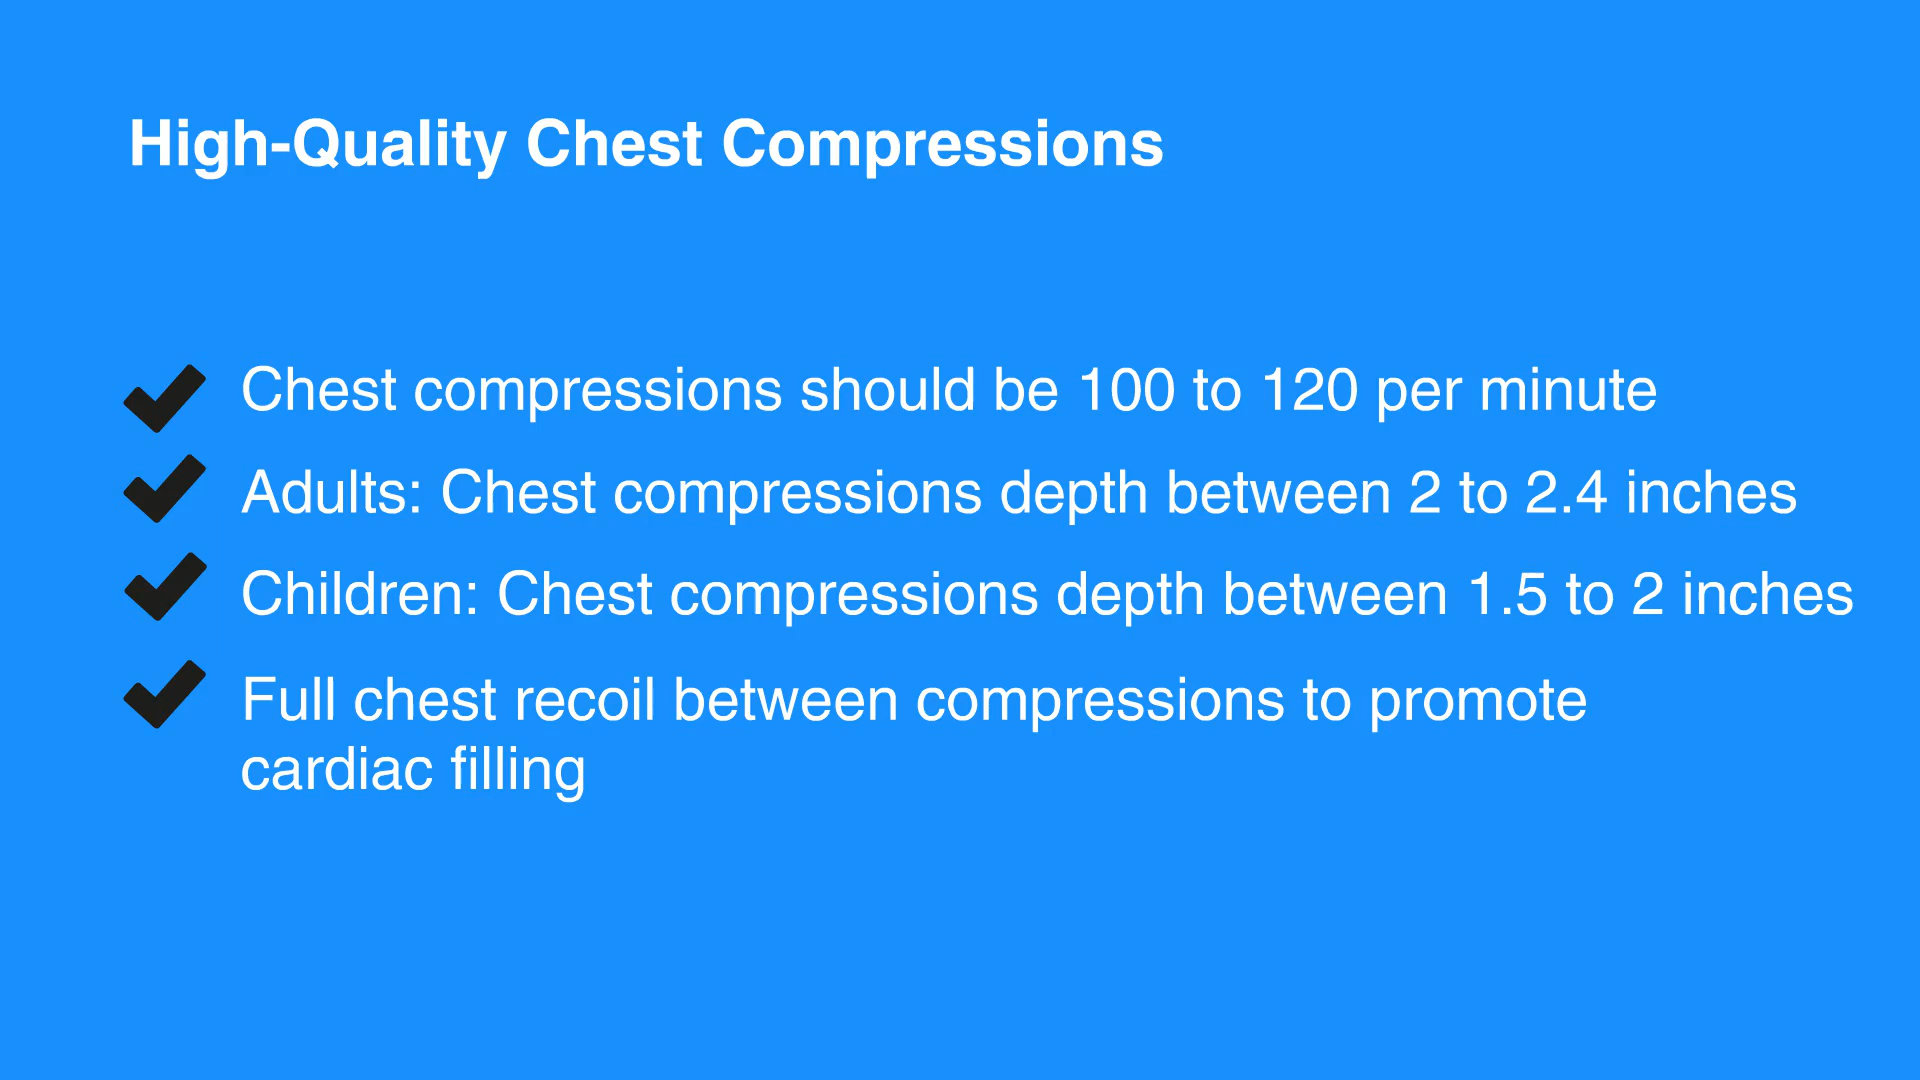 High-Quality Chest Compressions
Chest compressions should be 100 to 120 per minute
Adults: Chest compressions depth between 2 to 2.4 inches
Children: Chest compressions depth between 1.5 to 2 inches
Full chest recoil between compressions to promote
cardiac filling